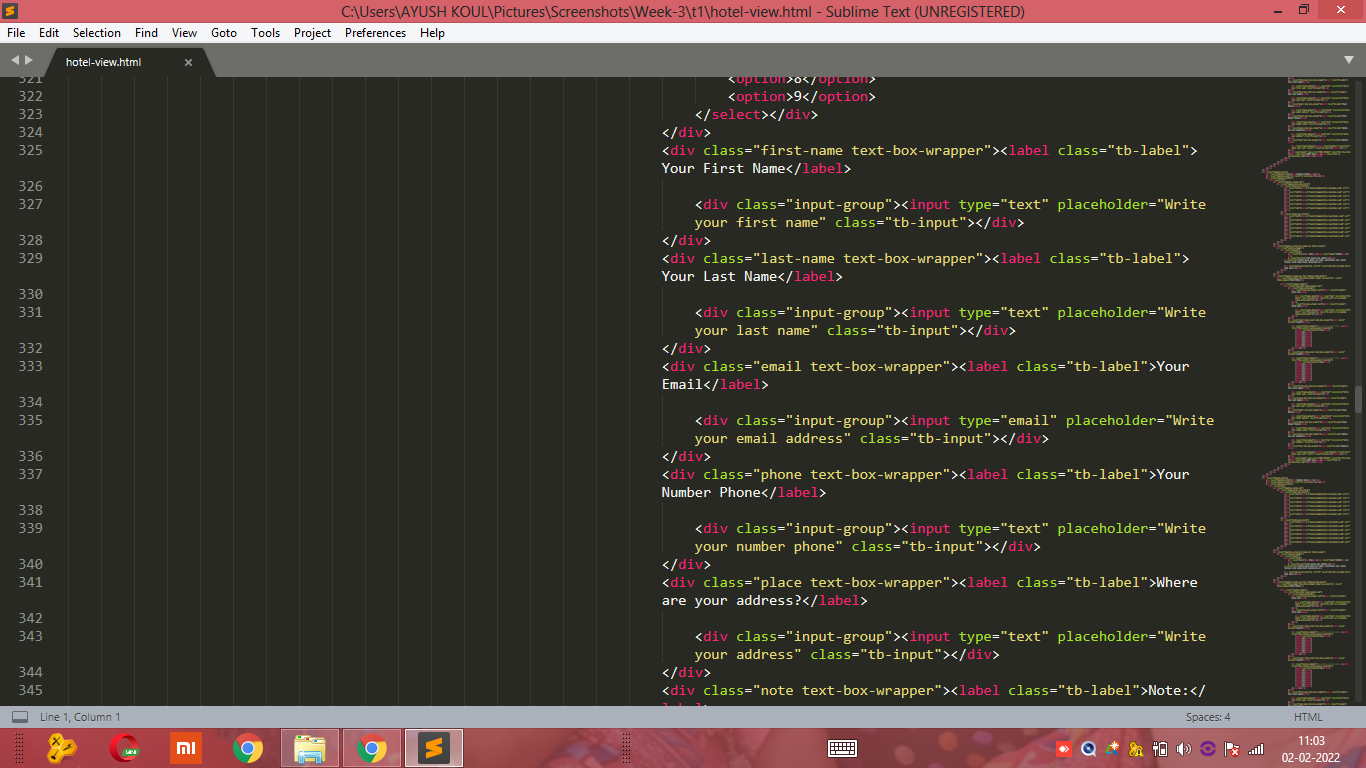 C:\Users\AYUSH KOUL\Pictures\Screenshots\Week-3\t1\hotel-view.html - Sublime Text (UNREGISTERED)
File Edit Selection Find View Goto Tools Project Preferences Help
hotel-view.html
321 <option>8</option>
322 <option>9</option>
323 </select></div>
324 </div>
325 <div class="first-name text-box-wrapper"><label class="tb-label">
Your First Name</label>
326
327 <div class="input-group"><input type="text" placeholder="Write
your first name" class="tb-input"></div>
328 </div>
329 <div class="last-name text-box-wrapper"><label class="tb-label">
Your Last Name</label>
330
331 <div class="input-group"><input type="text" placeholder="Write
your last name" class="tb-input"></div>
332 </div>
333 <div class="email text-box-wrapper"><label class="tb-label">Your
Email</label>
334
335 <div class="input-group"><input type="email" placeholder="Write
your email address" class="tb-input"></div>
336 </div>
337 <div class="phone text-box-wrapper"><label class="tb-label">Your
Number Phone</label>
338
339 <div class="input-group"><input type="text" placeholder="Write
your number phone" class="tb-input"></div>
340 </div>
341 <div class="place text-box-wrapper"><label class="tb-label">Where
are your address?</label>
342
343 <div class="input-group"><input type="text" placeholder="Write
your address" class="tb-input"></div>
344 </div>
345 <div class="note text-box-wrapper"><label class="tb-label">Note:</
Line 1, Column 1
Spaces: 4 HTML
mi
11:03
02-02-2022